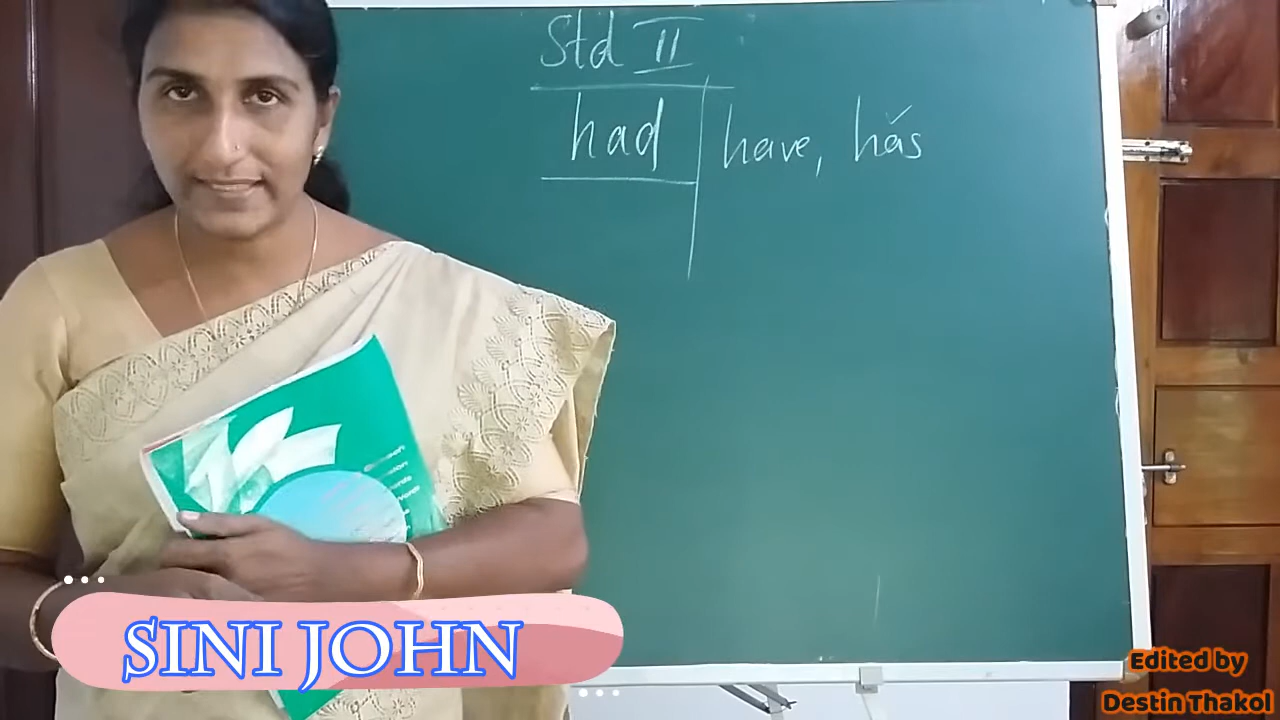 Std II
had have, has
SINI JOHN
Edited by
Destin Thakol